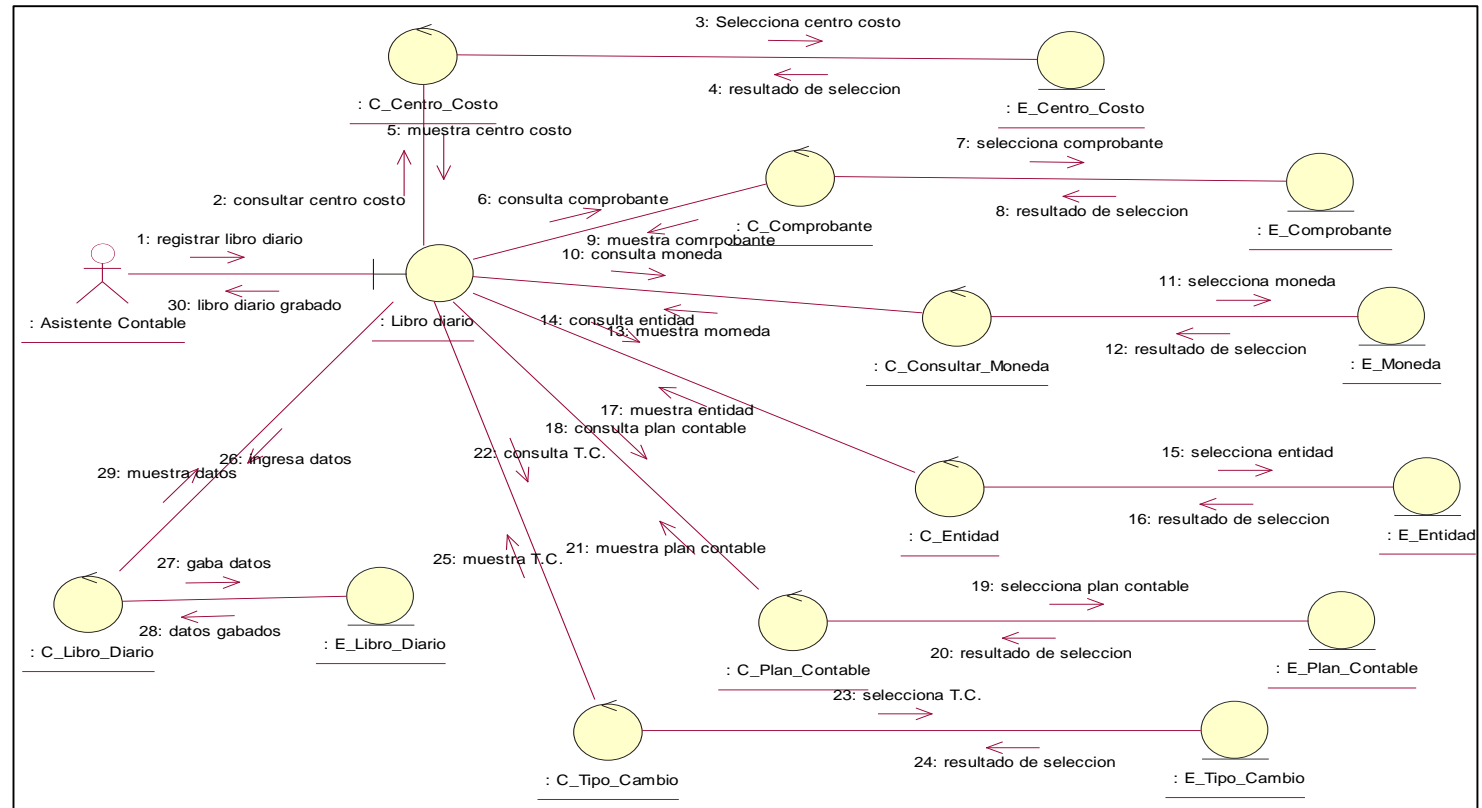 3: Selecciona centro costo
4: resultado de seleccion
: C_Centro_Costo
: E_Centro_Costo
5: muestra centro costo
7: selecciona comprobante
2: consultar centro costo
6: consulta comprobante
8: resultado de seleccion
: C_Comprobante
: E_Comprobante
1: registrar libro diario
9: muestra comrpobante
10: consulta moneda
11: selecciona moneda
30: libro diario grabado
: Asistente Contable
: Libro diario
14: consulta entidad
13: muestra momeda
12: resultado de seleccion
: C_Consultar_Moneda
: E_Moneda
17: muestra entidad
18: consulta plan contable
22: consulta T.C.
26: ingresa datos
29: muestra datos
15: selecciona entidad
16: resultado de seleccion
: C_Entidad
: E_Entidad
21: muestra plan contable
25: muestra T.C.
27: gaba datos
28: datos gabados
: C_Libro_Diario
: E_Libro_Diario
19: selecciona plan contable
20: resultado de seleccion
: C_Plan_Contable
: E_Plan_Contable
23: selecciona T.C.
24: resultado de seleccion
: C_Tipo_Cambio
: E_Tipo_Cambio